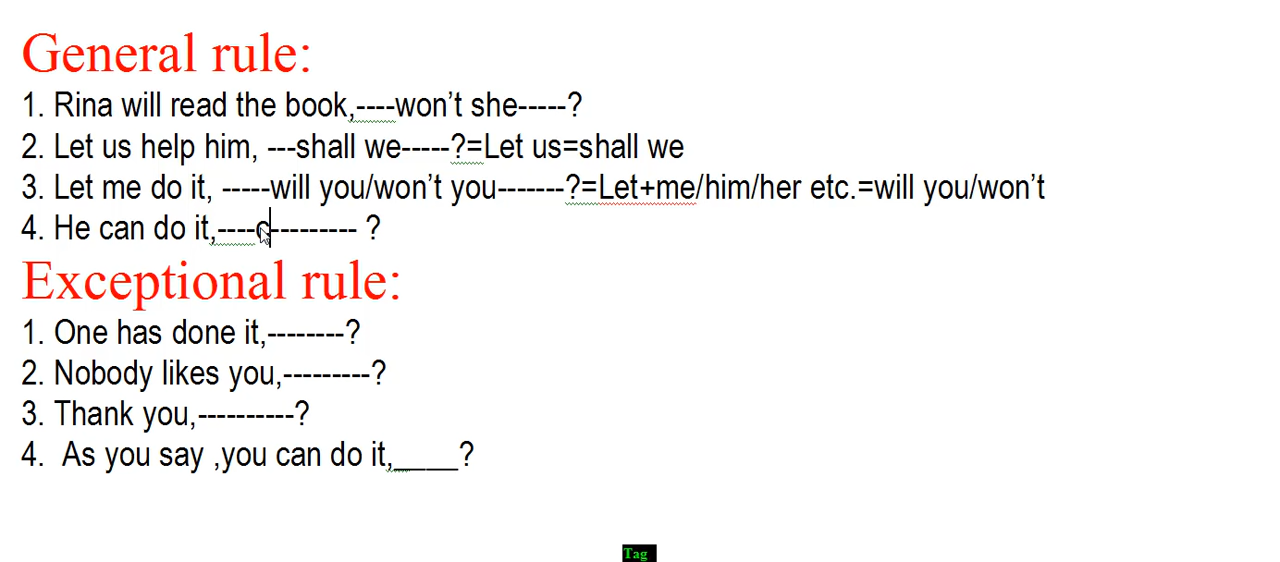 General rule:
1. Rina will read the book,----won’t she-----?
2. Let us help him, ---shall we-----?=Let us=shall we
3. Let me do it, -----will you/won’t you-------?=Let+me/him/her etc.=will you/won’t
4. He can do it,----c--------- ?
Exceptional rule:
1. One has done it,--------?
2. Nobody likes you,---------?
3. Thank you,----------?
4. As you say ,you can do it,____?
Tag